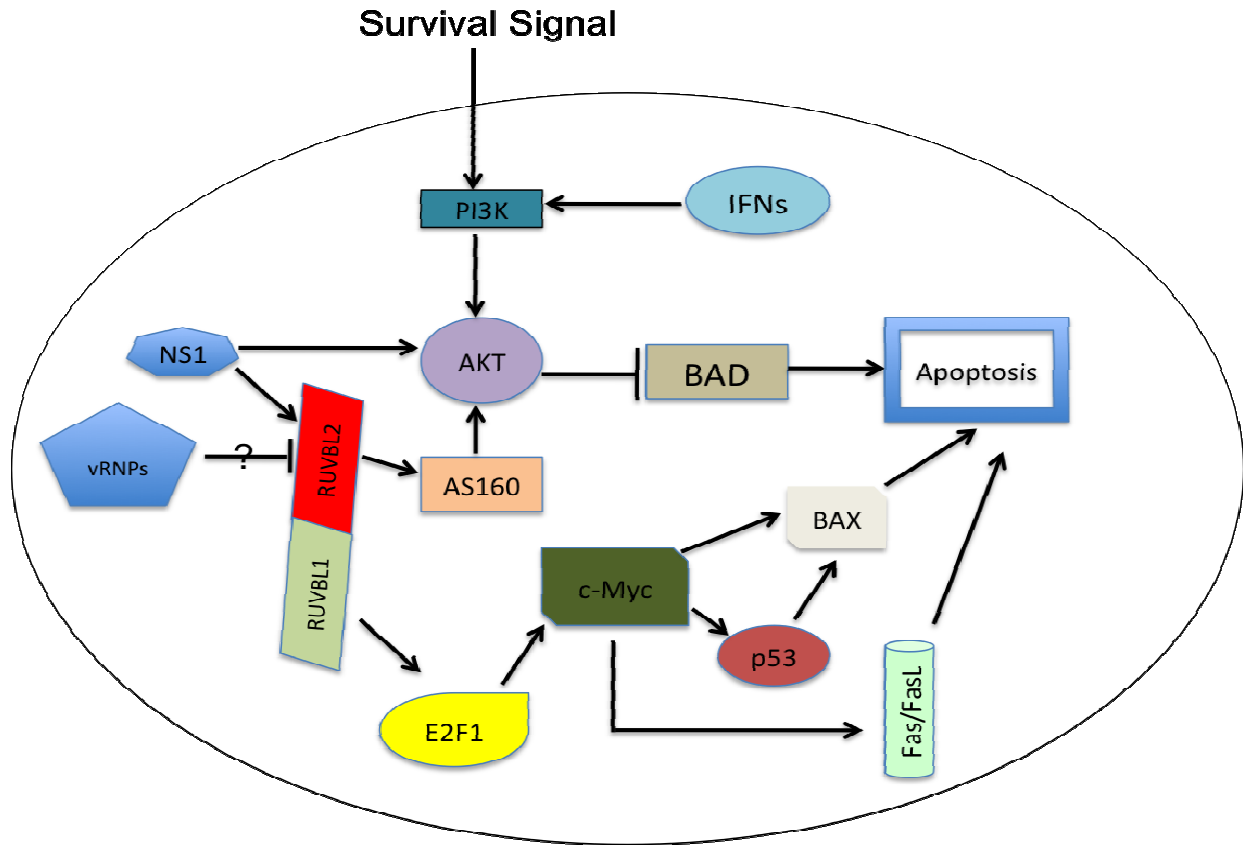 Survival Signal
PI3K
IFNs
NS1
AKT
BAD
Apoptosis
vRNPs
?
RUVBL2
AS160
BAX
RUVBL1
c-Myc
p53
E2F1
Fas/FasL